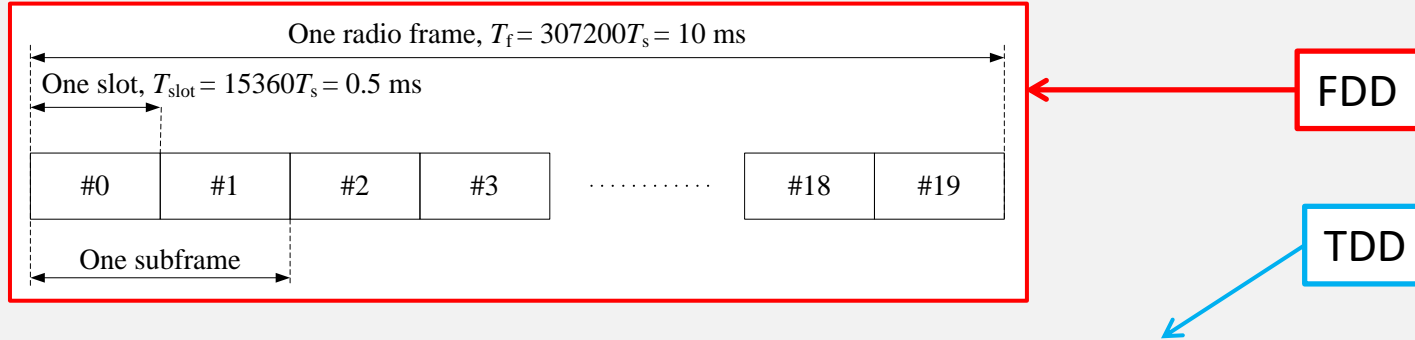 One radio frame, Tf = 307200Ts = 10 ms
One slot, Tslot = 15360Ts = 0.5 ms
#0 #1 #2 #3 ............ #18 #19
One subframe
FDD
TDD